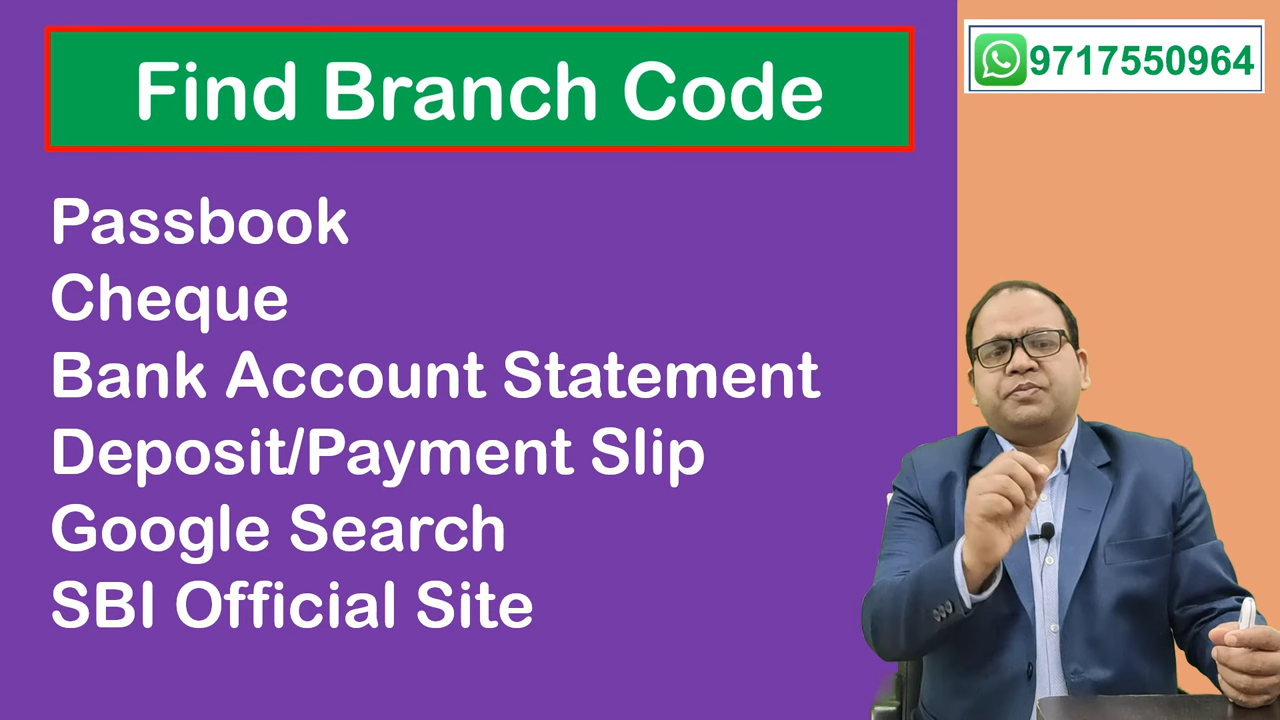 Find Branch Code
9717550964
Passbook
Cheque
Bank Account Statement
Deposit/Payment Slip
Google Search
SBI Official Site